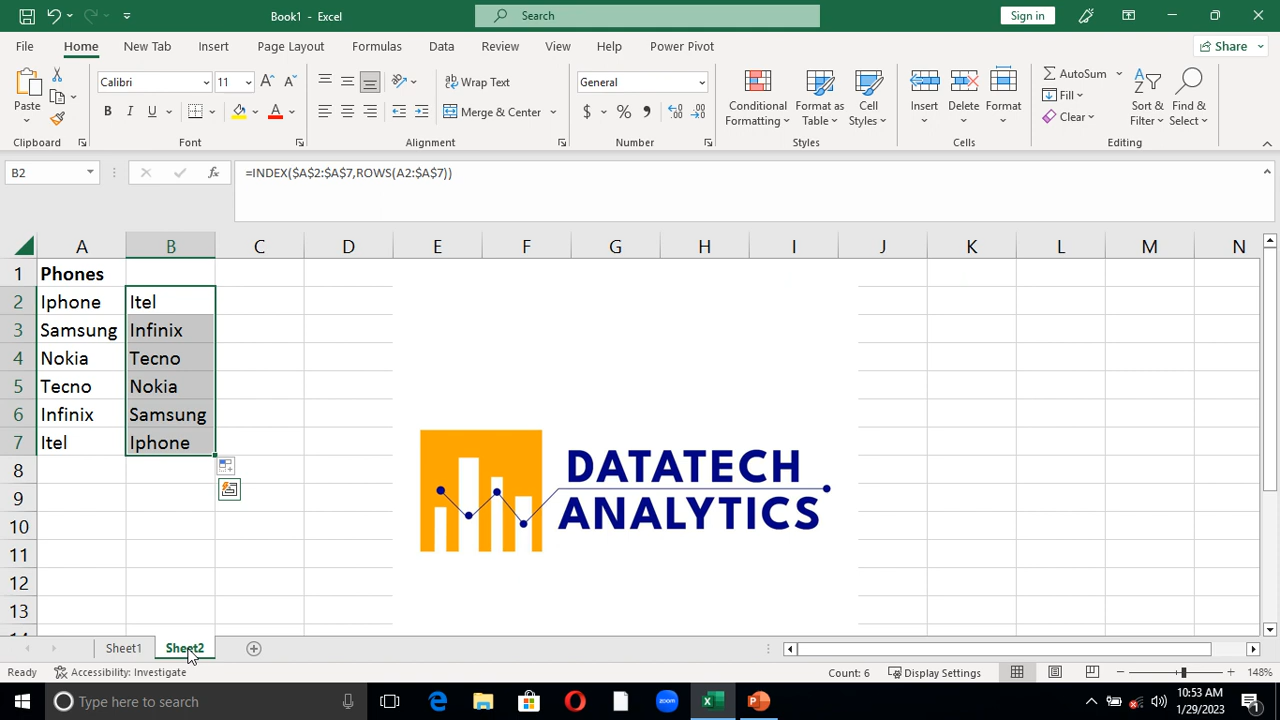 Book1 - Excel
Search
Sign in
File
Home
New Tab
Insert
Page Layout
Formulas
Data
Review
View
Help
Power Pivot
Share
Paste
Calibri
11
Wrap Text
General
Merge & Center
Conditional Formatting
Format as Table
Cell Styles
Insert
Delete
Format
AutoSum
Fill
Clear
Sort & Filter
Find & Select
Clipboard
Font
Alignment
Number
Styles
Cells
Editing
B2
=INDEX($A$2:$A$7,ROWS(A2:$A$7))
A B C D E F G H I J K L M N
1 Phones
2 Iphone Itel
3 Samsung Infinix
4 Nokia Tecno
5 Tecno Nokia
6 Infinix Samsung
7 Itel Iphone
8
9
10
11
12
13
DATATECH
ANALYTICS
Sheet1 Sheet2
Ready
Accessibility: Investigate
Count: 6
Display Settings
148%
Type here to search
zoom
10:53 AM
1/29/2023